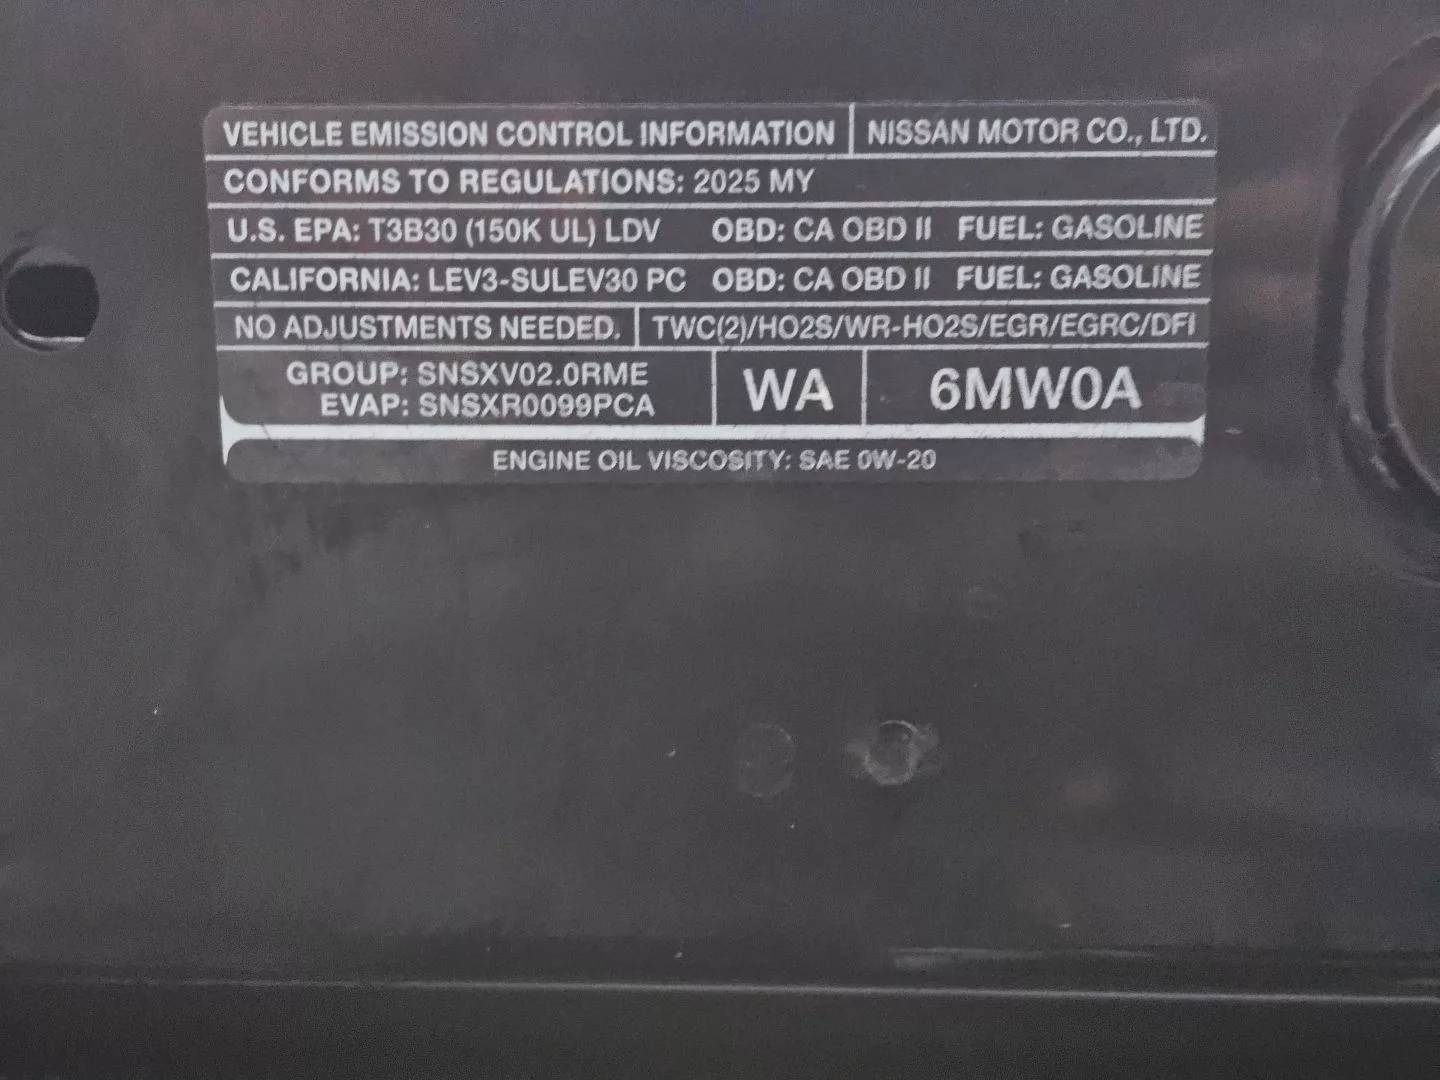 VEHICLE EMISSION CONTROL INFORMATION NISSAN MOTOR CO., LTD.
CONFORMS TO REGULATIONS: 2025 MY
U.S. EPA: T3B30 (150K UL) LDV OBD: CA OBD II FUEL: GASOLINE
CALIFORNIA: LEV3-SULEV30 PC OBD: CA OBD II FUEL: GASOLINE
NO ADJUSTMENTS NEEDED. TWC(2)/HO2S/WR-HO2S/EGR/EGRC/DFI
GROUP: SNSXV02.0RME
EVAP: SNSXR0099PCA
WA
6MW0A
ENGINE OIL VISCOSITY: SAE 0W-20